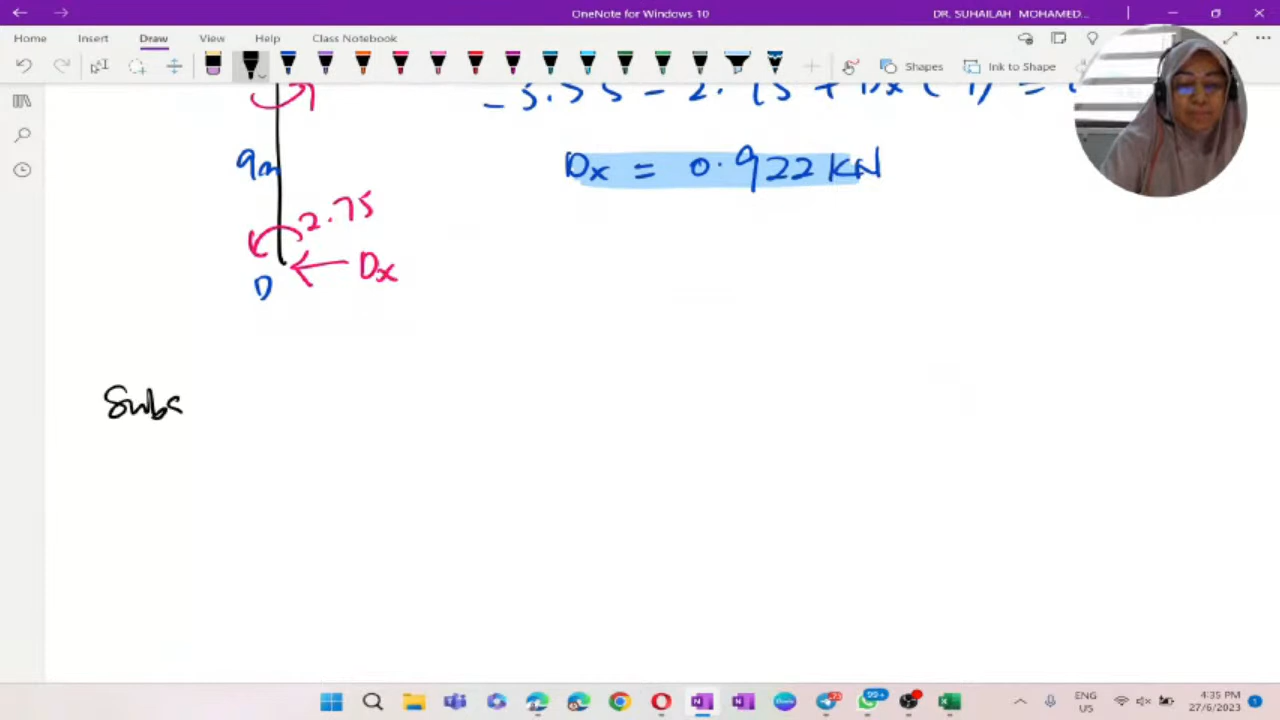 OneNote for Windows 10
DR. SUHAILAH MOHAMED...
Home Insert Draw View Help Class Notebook
Shapes Ink to Shape
9m
Dx = 0.922 KN
2.75
Dx
D
Subs
99+
ENG
US
4:35 PM
27/6/2023